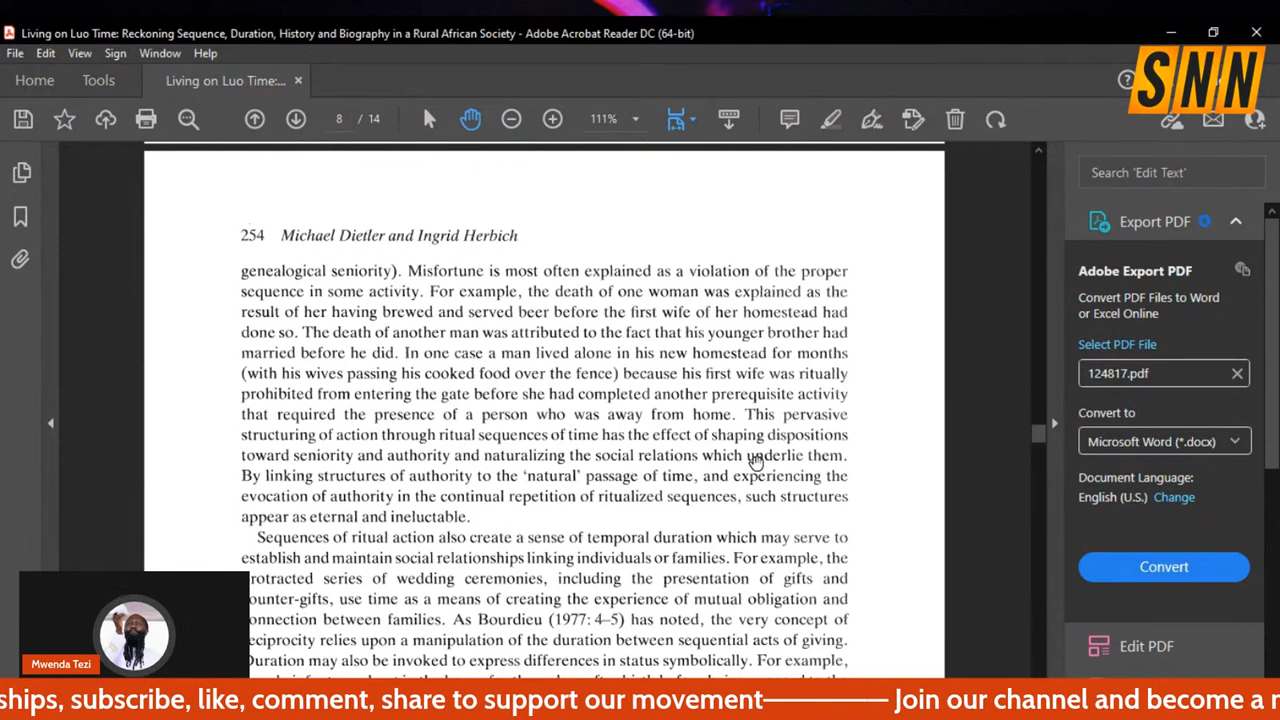 Living on Luo Time: Reckoning Sequence, Duration, History and Biography in a Rural African Society - Adobe Acrobat Reader DC (64-bit)
File Edit View Sign Window Help
Home Tools Living on Luo Time:... ×
SNN
8 / 14 111%
Search 'Edit Text'
Export PDF
Adobe Export PDF
Convert PDF Files to Word
or Excel Online
Select PDF File
124817.pdf
Convert to
Microsoft Word (*.docx)
Document Language:
English (U.S.) Change
Convert
Edit PDF
254 Michael Dietler and Ingrid Herbich
genealogical seniority). Misfortune is most often explained as a violation of the proper
sequence in some activity. For example, the death of one woman was explained as the
result of her having brewed and served beer before the first wife of her homestead had
done so. The death of another man was attributed to the fact that his younger brother had
married before he did. In one case a man lived alone in his new homestead for months
(with his wives passing his cooked food over the fence) because his first wife was ritually
prohibited from entering the gate before she had completed another prerequisite activity
that required the presence of a person who was away from home. This pervasive
structuring of action through ritual sequences of time has the effect of shaping dispositions
toward seniority and authority and naturalizing the social relations which underlie them.
By linking structures of authority to the ‘natural’ passage of time, and experiencing the
evocation of authority in the continual repetition of ritualized sequences, such structures
appear as eternal and ineluctable.
Sequences of ritual action also create a sense of temporal duration which may serve to
establish and maintain social relationships linking individuals or families. For example, the
rotracted series of wedding ceremonies, including the presentation of gifts and
ounter-gifts, use time as a means of creating the experience of mutual obligation and
onnection between families. As Bourdieu (1977: 4–5) has noted, the very concept of
eciprocity relies upon a manipulation of the duration between sequential acts of giving.
Duration may also be invoked to express differences in status symbolically. For example,
Mwenda Tezi
ships, subscribe, like, comment, share to support our movement———— Join our channel and become a